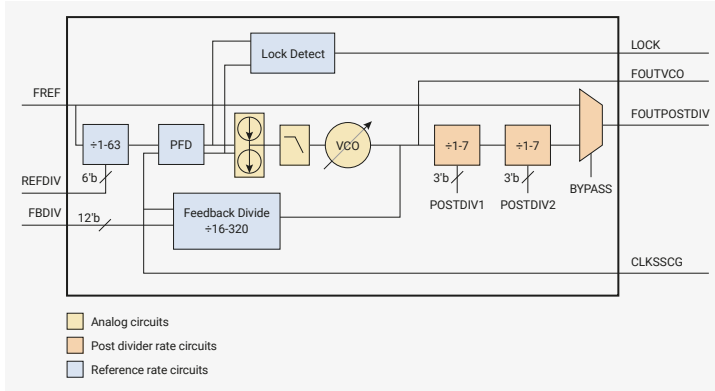 Lock Detect
LOCK
FOUTVCO
FREF
FOUTPOSTDIV
÷1-63
PFD
VCO
÷1-7
÷1-7
6'b
3'b
3'b
BYPASS
REFDIV
POSTDIV1
POSTDIV2
FBDIV
12'b
Feedback Divide
÷16-320
CLKSSCG
Analog circuits
Post divider rate circuits
Reference rate circuits